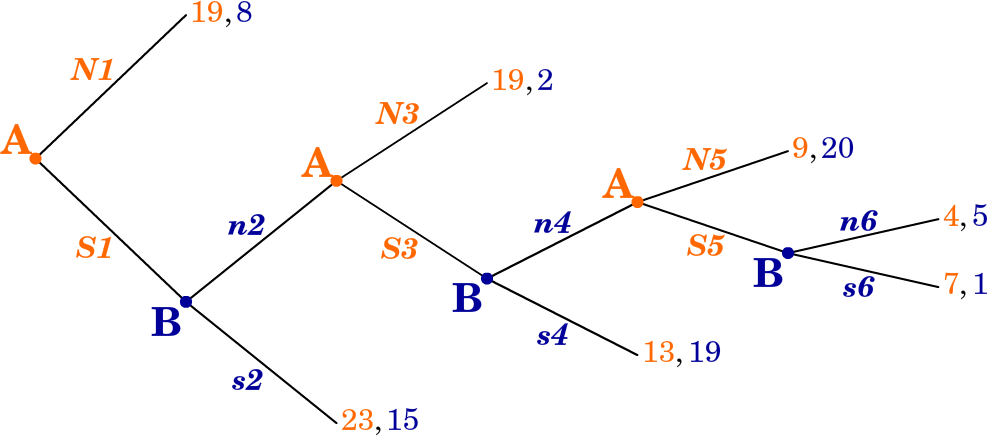 19, 8
N1
A
S1
19, 2
N3
A
n2
S3
B
s2
23, 15
9, 20
N5
A
n4
S5
B
s4
13, 19
4, 5
n6
B
s6
7, 1